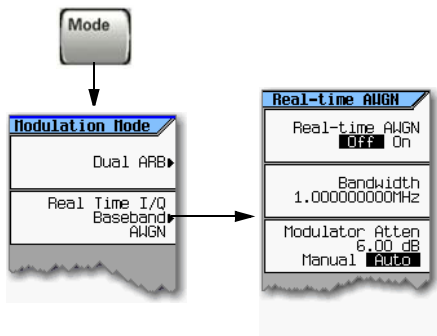 Mode
Modulation Mode
Dual ARB
Real Time I/Q
Baseband
AWGN
Real-time AWGN
Real-time AWGN
Off On
Bandwidth
1.000000000MHz
Modulator Atten
6.00 dB
Manual Auto